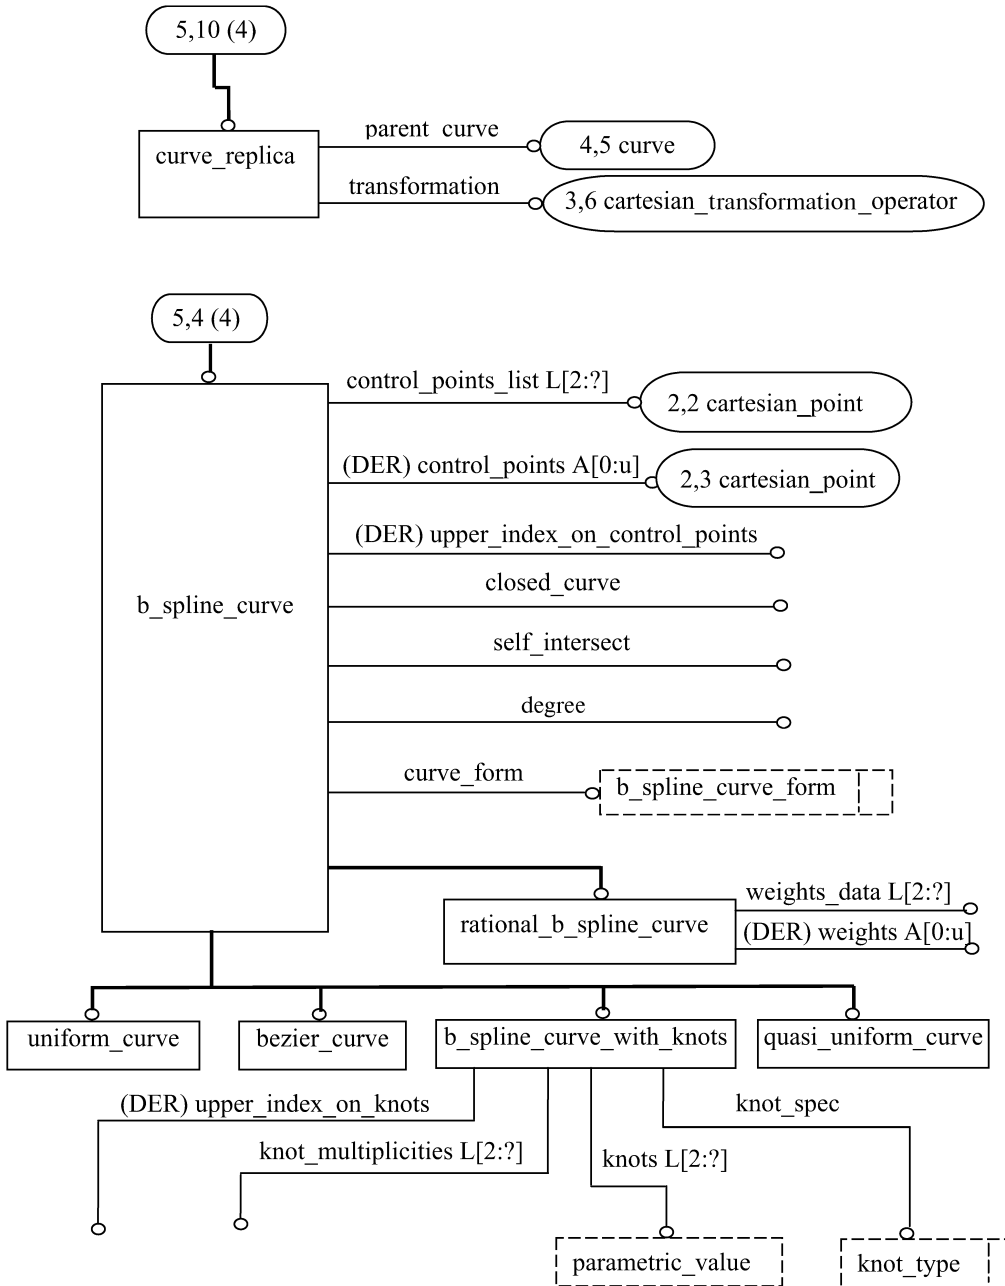 5,10 (4)
parent_curve
4,5 curve
curve_replica
transformation
3,6 cartesian_transformation_operator
5,4 (4)
control_points_list L[2:?]
2,2 cartesian_point
(DER) control_points A[0:u]
2,3 cartesian_point
(DER) upper_index_on_control_points
closed_curve
b_spline_curve
self_intersect
degree
curve_form
b_spline_curve_form
weights_data L[2:?]
rational_b_spline_curve
(DER) weights A[0:u]
uniform_curve
bezier_curve
b_spline_curve_with_knots
quasi_uniform_curve
(DER) upper_index_on_knots
knot_spec
knot_multiplicities L[2:?]
knots L[2:?]
parametric_value
knot_type